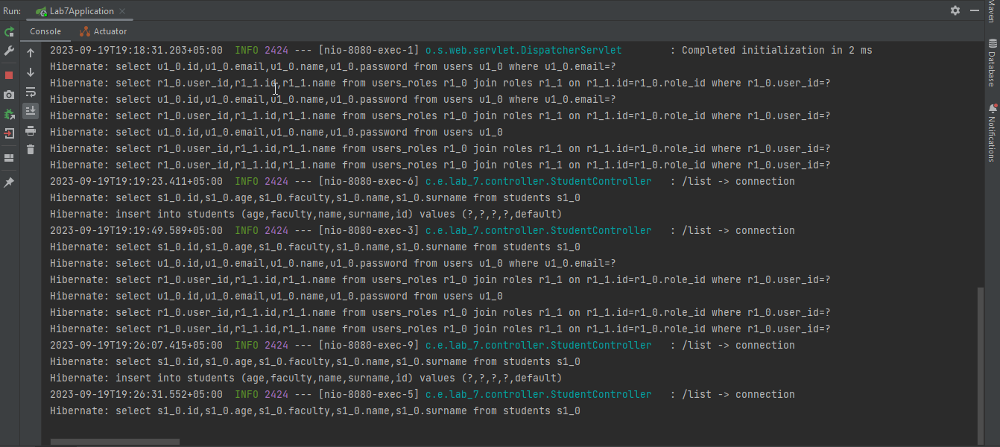 Run: Lab7Application
Console Actuator
2023-09-19T19:18:31.203+05:00  INFO 2424 --- [nio-8080-exec-1] o.s.web.servlet.DispatcherServlet        : Completed initialization in 2 ms
Hibernate: select u1_0.id,u1_0.email,u1_0.name,u1_0.password from users u1_0 where u1_0.email=?
Hibernate: select r1_0.user_id,r1_1.id,r1_1.name from users_roles r1_0 join roles r1_1 on r1_1.id=r1_0.role_id where r1_0.user_id=?
Hibernate: select u1_0.id,u1_0.email,u1_0.name,u1_0.password from users u1_0 where u1_0.email=?
Hibernate: select r1_0.user_id,r1_1.id,r1_1.name from users_roles r1_0 join roles r1_1 on r1_1.id=r1_0.role_id where r1_0.user_id=?
Hibernate: select u1_0.id,u1_0.email,u1_0.name,u1_0.password from users u1_0
Hibernate: select r1_0.user_id,r1_1.id,r1_1.name from users_roles r1_0 join roles r1_1 on r1_1.id=r1_0.role_id where r1_0.user_id=?
Hibernate: select r1_0.user_id,r1_1.id,r1_1.name from users_roles r1_0 join roles r1_1 on r1_1.id=r1_0.role_id where r1_0.user_id=?
2023-09-19T19:19:23.411+05:00  INFO 2424 --- [nio-8080-exec-6] c.e.lab_7.controller.StudentController   : /list -> connection
Hibernate: select s1_0.id,s1_0.age,s1_0.faculty,s1_0.name,s1_0.surname from students s1_0
Hibernate: insert into students (age,faculty,name,surname,id) values (?,?,?,?,default)
2023-09-19T19:19:49.589+05:00  INFO 2424 --- [nio-8080-exec-3] c.e.lab_7.controller.StudentController   : /list -> connection
Hibernate: select s1_0.id,s1_0.age,s1_0.faculty,s1_0.name,s1_0.surname from students s1_0
Hibernate: select u1_0.id,u1_0.email,u1_0.name,u1_0.password from users u1_0 where u1_0.email=?
Hibernate: select r1_0.user_id,r1_1.id,r1_1.name from users_roles r1_0 join roles r1_1 on r1_1.id=r1_0.role_id where r1_0.user_id=?
Hibernate: select u1_0.id,u1_0.email,u1_0.name,u1_0.password from users u1_0
Hibernate: select r1_0.user_id,r1_1.id,r1_1.name from users_roles r1_0 join roles r1_1 on r1_1.id=r1_0.role_id where r1_0.user_id=?
Hibernate: select r1_0.user_id,r1_1.id,r1_1.name from users_roles r1_0 join roles r1_1 on r1_1.id=r1_0.role_id where r1_0.user_id=?
2023-09-19T19:26:07.415+05:00  INFO 2424 --- [nio-8080-exec-9] c.e.lab_7.controller.StudentController   : /list -> connection
Hibernate: select s1_0.id,s1_0.age,s1_0.faculty,s1_0.name,s1_0.surname from students s1_0
Hibernate: insert into students (age,faculty,name,surname,id) values (?,?,?,?,default)
2023-09-19T19:26:31.552+05:00  INFO 2424 --- [nio-8080-exec-5] c.e.lab_7.controller.StudentController   : /list -> connection
Hibernate: select s1_0.id,s1_0.age,s1_0.faculty,s1_0.name,s1_0.surname from students s1_0
Maven
Database
Notifications